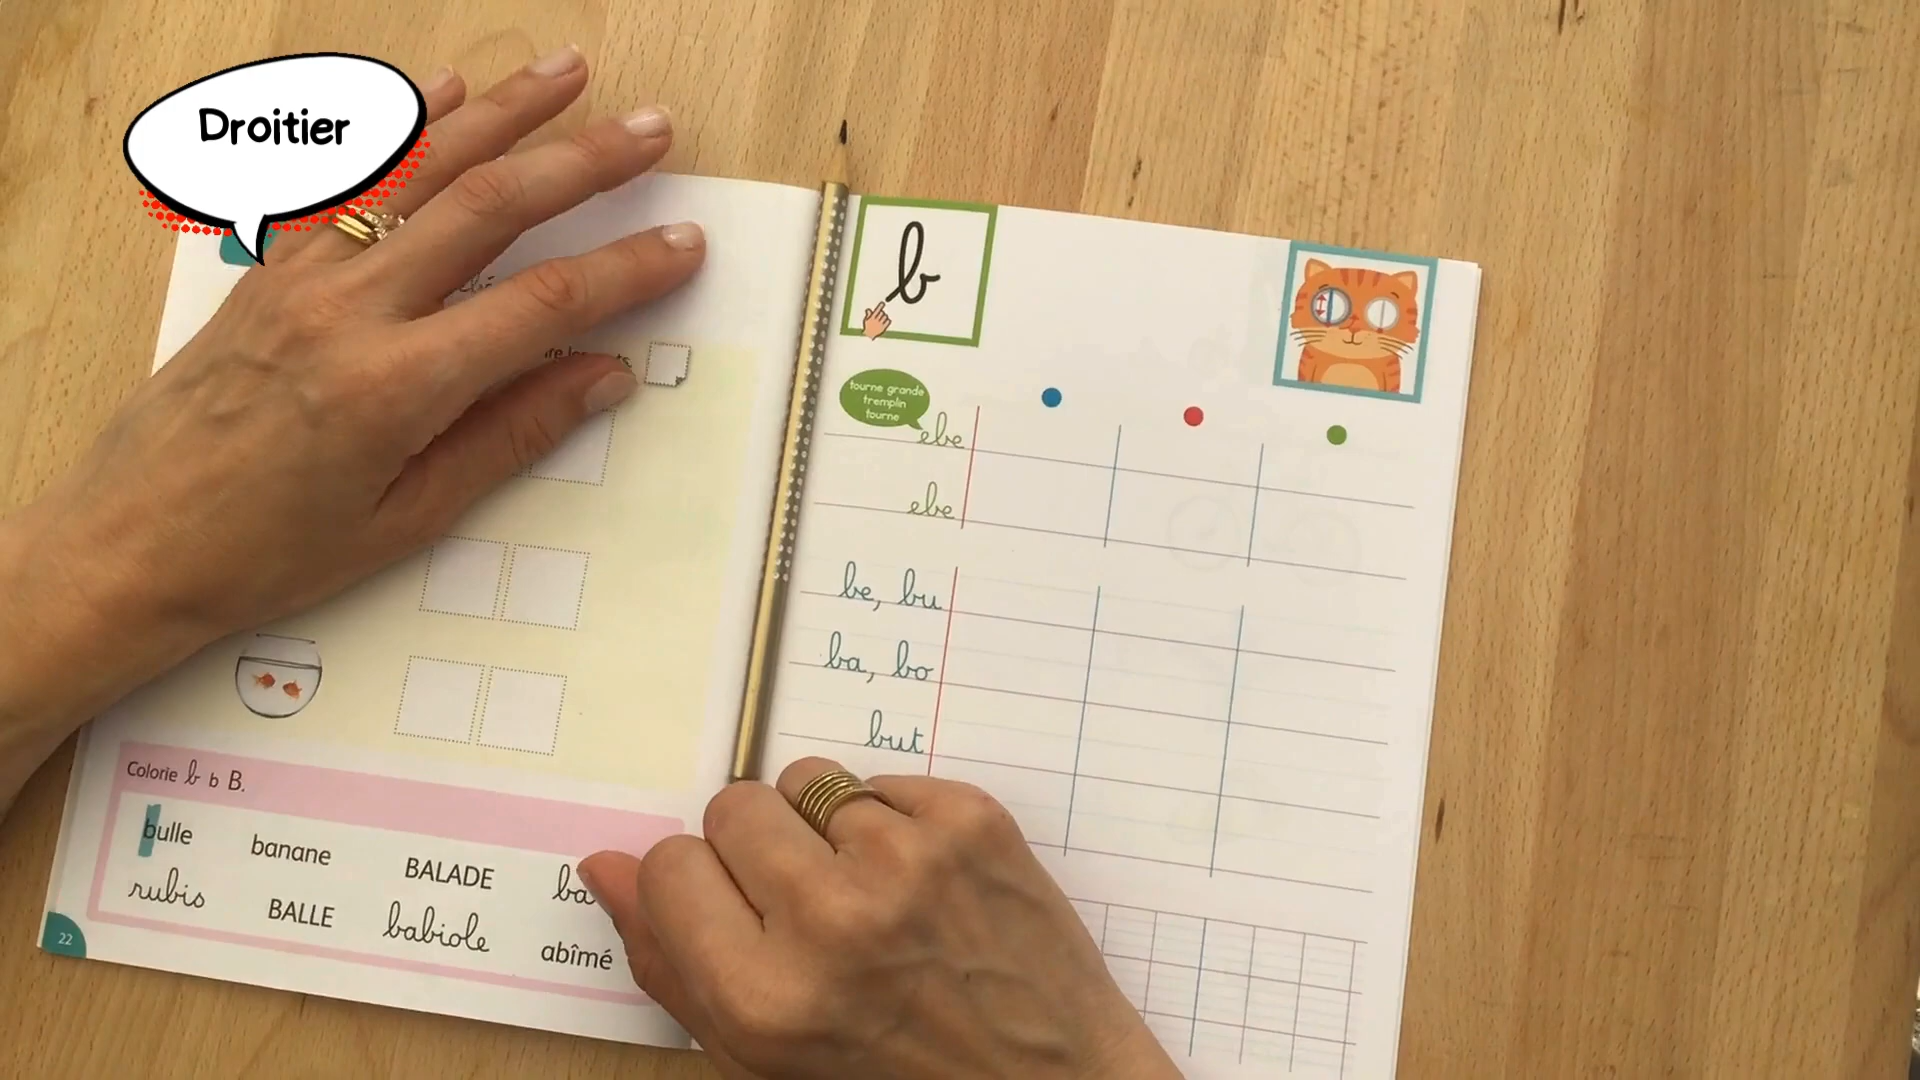 Droitier
b
tourne grande
tremplin
tourne
ebe
ebe
be, bu
ba, bo
but
Colorie b b B.
bulle banane BALADE
rubis BALLE babiole abîmé
22